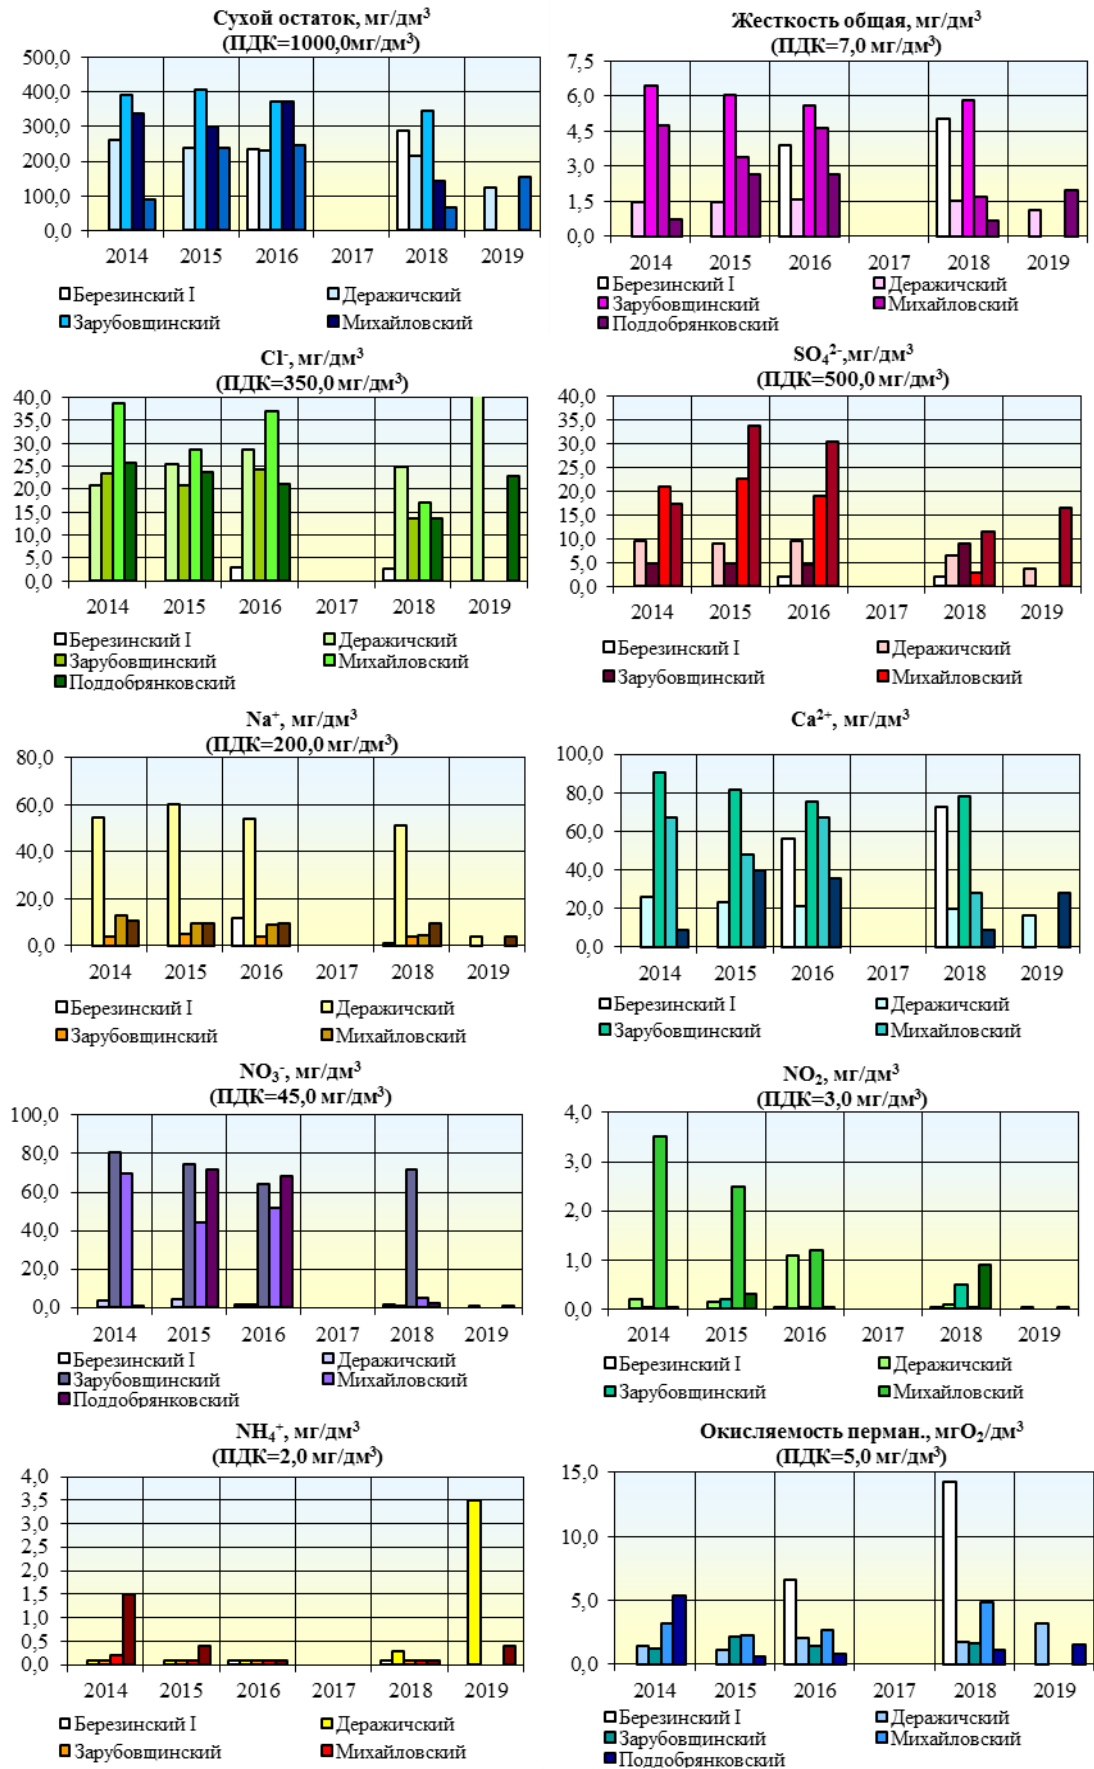 Сухой остаток, мг/дм³
(ПДК=1000,0мг/дм³)
500,0
400,0
300,0
200,0
100,0
0,0
2014 2015 2016 2017 2018 2019
Березинский I Деражичский
Зарубовщинский Михайловский
Жесткость общая, мг/дм³
(ПДК=7,0 мг/дм³)
7,5
6,0
4,5
3,0
1,5
0,0
2014 2015 2016 2017 2018 2019
Березинский I Деражичский
Зарубовщинский Михайловский
Поддобрянковский
Cl⁻, мг/дм³
(ПДК=350,0 мг/дм³)
40,0
35,0
30,0
25,0
20,0
15,0
10,0
5,0
0,0
2014 2015 2016 2017 2018 2019
Березинский I Деражичский
Зарубовщинский Михайловский
Поддобрянковский
SO₄²⁻,мг/дм³
(ПДК=500,0 мг/дм³)
40,0
35,0
30,0
25,0
20,0
15,0
10,0
5,0
0,0
2014 2015 2016 2017 2018 2019
Березинский I Деражичский
Зарубовщинский Михайловский
Na⁺, мг/дм³
(ПДК=200,0 мг/дм³)
80,0
60,0
40,0
20,0
0,0
2014 2015 2016 2017 2018 2019
Березинский I Деражичский
Зарубовщинский Михайловский
Ca²⁺, мг/дм³
100,0
80,0
60,0
40,0
20,0
0,0
2014 2015 2016 2017 2018 2019
Березинский I Деражичский
Зарубовщинский Михайловский
NO₃⁻, мг/дм³
(ПДК=45,0 мг/дм³)
100,0
80,0
60,0
40,0
20,0
0,0
2014 2015 2016 2017 2018 2019
Березинский I Деражичский
Зарубовщинский Михайловский
Поддобрянковский
NO₂, мг/дм³
(ПДК=3,0 мг/дм³)
4,0
3,0
2,0
1,0
0,0
2014 2015 2016 2017 2018 2019
Березинский I Деражичский
Зарубовщинский Михайловский
NH₄⁺, мг/дм³
(ПДК=2,0 мг/дм³)
4,0
3,5
3,0
2,5
2,0
1,5
1,0
0,5
0,0
2014 2015 2016 2017 2018 2019
Березинский I Деражичский
Зарубовщинский Михайловский
Окисляемость перман., мгО₂/дм³
(ПДК=5,0 мг/дм³)
15,0
10,0
5,0
0,0
2014 2015 2016 2017 2018 2019
Березинский I Деражичский
Зарубовщинский Михайловский
Поддобрянковский